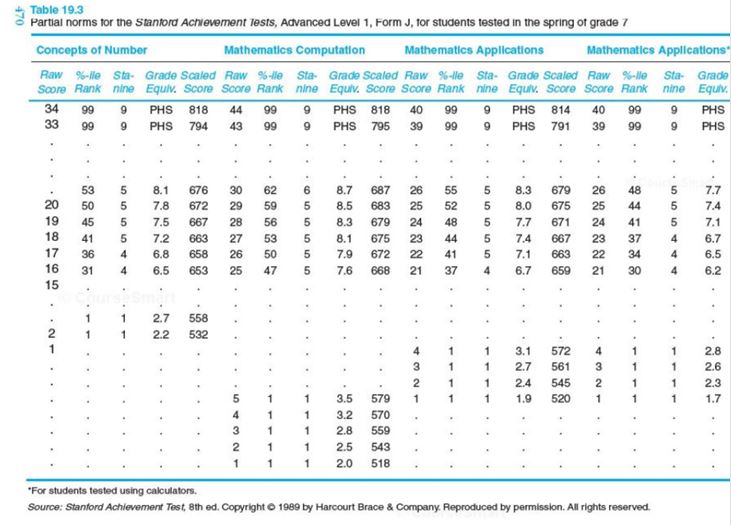 470
Table 19.3
Partial norms for the Stanford Achievement Tests, Advanced Level 1, Form J, for students tested in the spring of grade 7
Concepts of Number Mathematics Computation Mathematics Applications Mathematics Applications*
Raw %-ile Sta- Grade Scaled Raw %-ile Sta- Grade Scaled Raw %-ile Sta- Grade Scaled Raw %-ile Sta- Grade
Score Rank nine Equiv. Score Score Rank nine Equiv. Score Score Rank nine Equiv. Score Score Rank nine Equiv.
34 99 9 PHS 818 44 99 9 PHS 818 40 99 9 PHS 814 40 99 9 PHS
33 99 9 PHS 794 43 99 9 PHS 795 39 99 9 PHS 791 39 99 9 PHS
. . . . . . . . . . . . . . . . . . .
. . . . . . . . . . . . . . . . . . .
. . . . . . . . . . . . . . . . . . .
. 53 5 8.1 676 30 62 6 8.7 687 26 55 5 8.3 679 26 48 5 7.7
20 50 5 7.8 672 29 59 5 8.5 683 25 52 5 8.0 675 25 44 5 7.4
19 45 5 7.5 667 28 56 5 8.3 679 24 48 5 7.7 671 24 41 5 7.1
18 41 5 7.2 663 27 53 5 8.1 675 23 44 5 7.4 667 23 37 4 6.7
17 36 4 6.8 658 26 50 5 7.9 672 22 41 5 7.1 663 22 34 4 6.5
16 31 4 6.5 653 25 47 5 7.6 668 21 37 4 6.7 659 21 30 4 6.2
15 . . . . . . . . . . . . . . . . . .
© CourseSmart
. 1 1 2.7 558 . . . . . . . . . . . . . .
2 1 1 2.2 532 . . . . . . . . . . . . . .
1 . . . . . . . . . 4 1 1 3.1 572 4 1 1 2.8
. . . . . . . . . . 3 1 1 2.7 561 3 1 1 2.6
. . . . . . . . . . 2 1 1 2.4 545 2 1 1 2.3
. . . . . 5 1 1 3.5 579 1 1 1 1.9 520 1 1 1 1.7
. . . . . 4 1 1 3.2 570 . . . . . . . . .
. . . . . 3 1 1 2.8 559 . . . . . . . . .
. . . . . 2 1 1 2.5 543 . . . . . . . . .
. . . . . 1 1 1 2.0 518 . . . . . . . . .
*For students tested using calculators.
Source: Stanford Achievement Test, 8th ed. Copyright © 1989 by Harcourt Brace & Company. Reproduced by permission. All rights reserved.